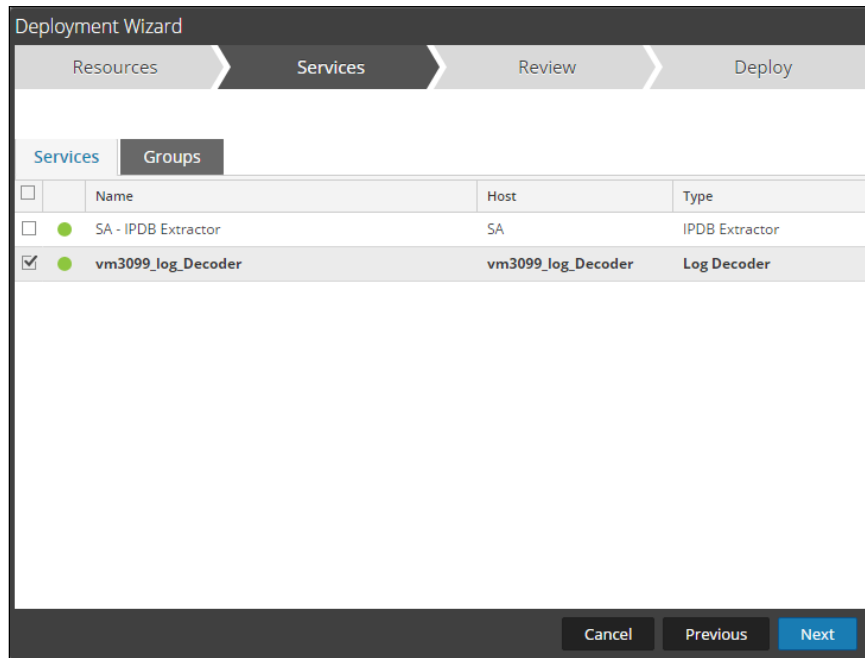 Deployment Wizard
Resources Services Review Deploy
Services Groups
Name Host Type
SA - IPDB Extractor SA IPDB Extractor
vm3099_log_Decoder vm3099_log_Decoder Log Decoder
Cancel Previous Next